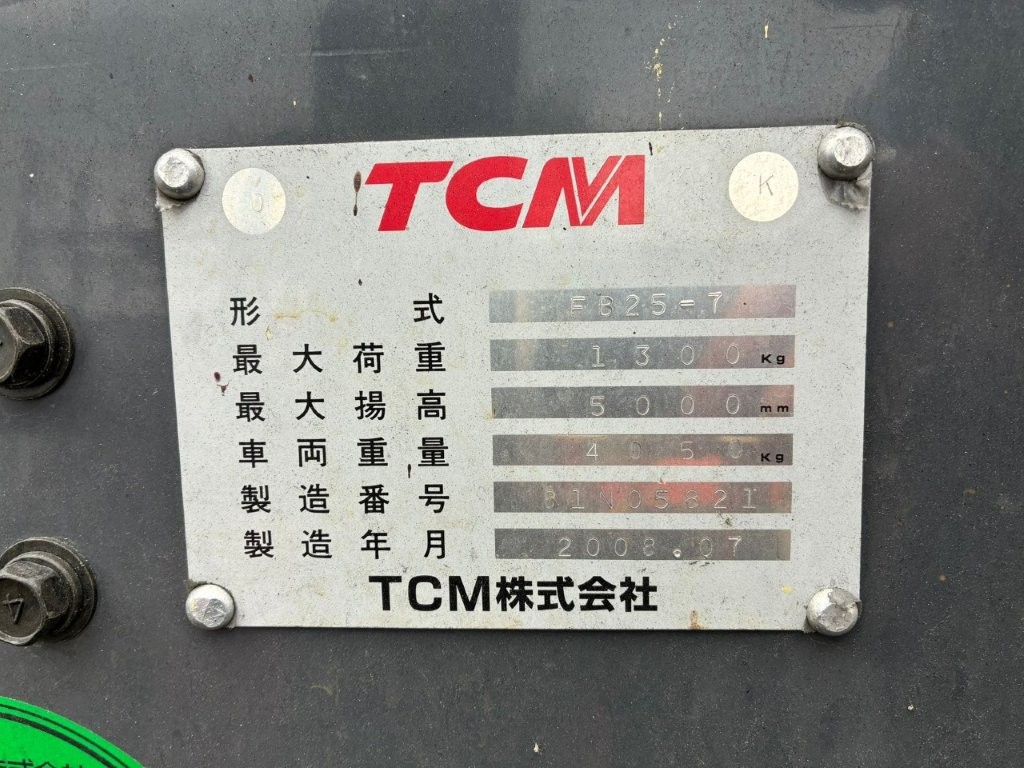 TCM
K
形式 FB25-7
最大荷重 1300 Kg
最大揚高 5000 mm
車両重量 4050 Kg
製造番号 81N05821
製造年月 2008.07
TCM株式会社
4